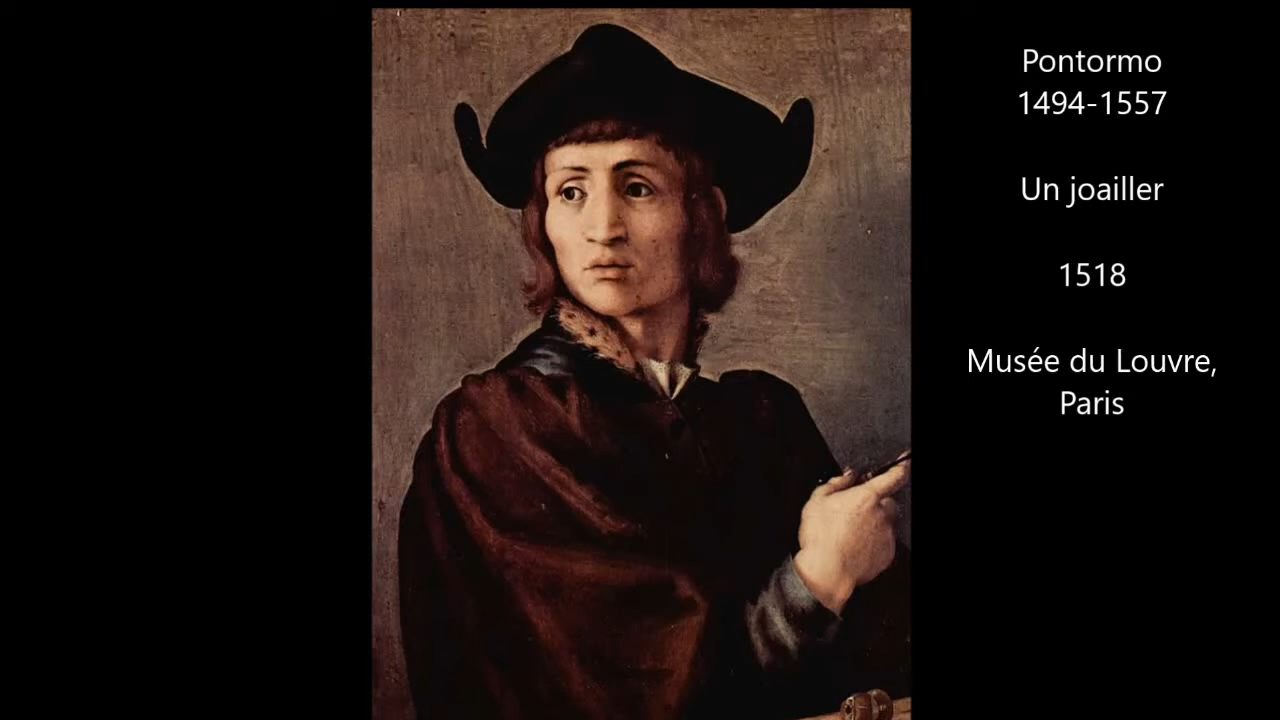 Pontormo
1494-1557
Un joailler
1518
Musée du Louvre,
Paris